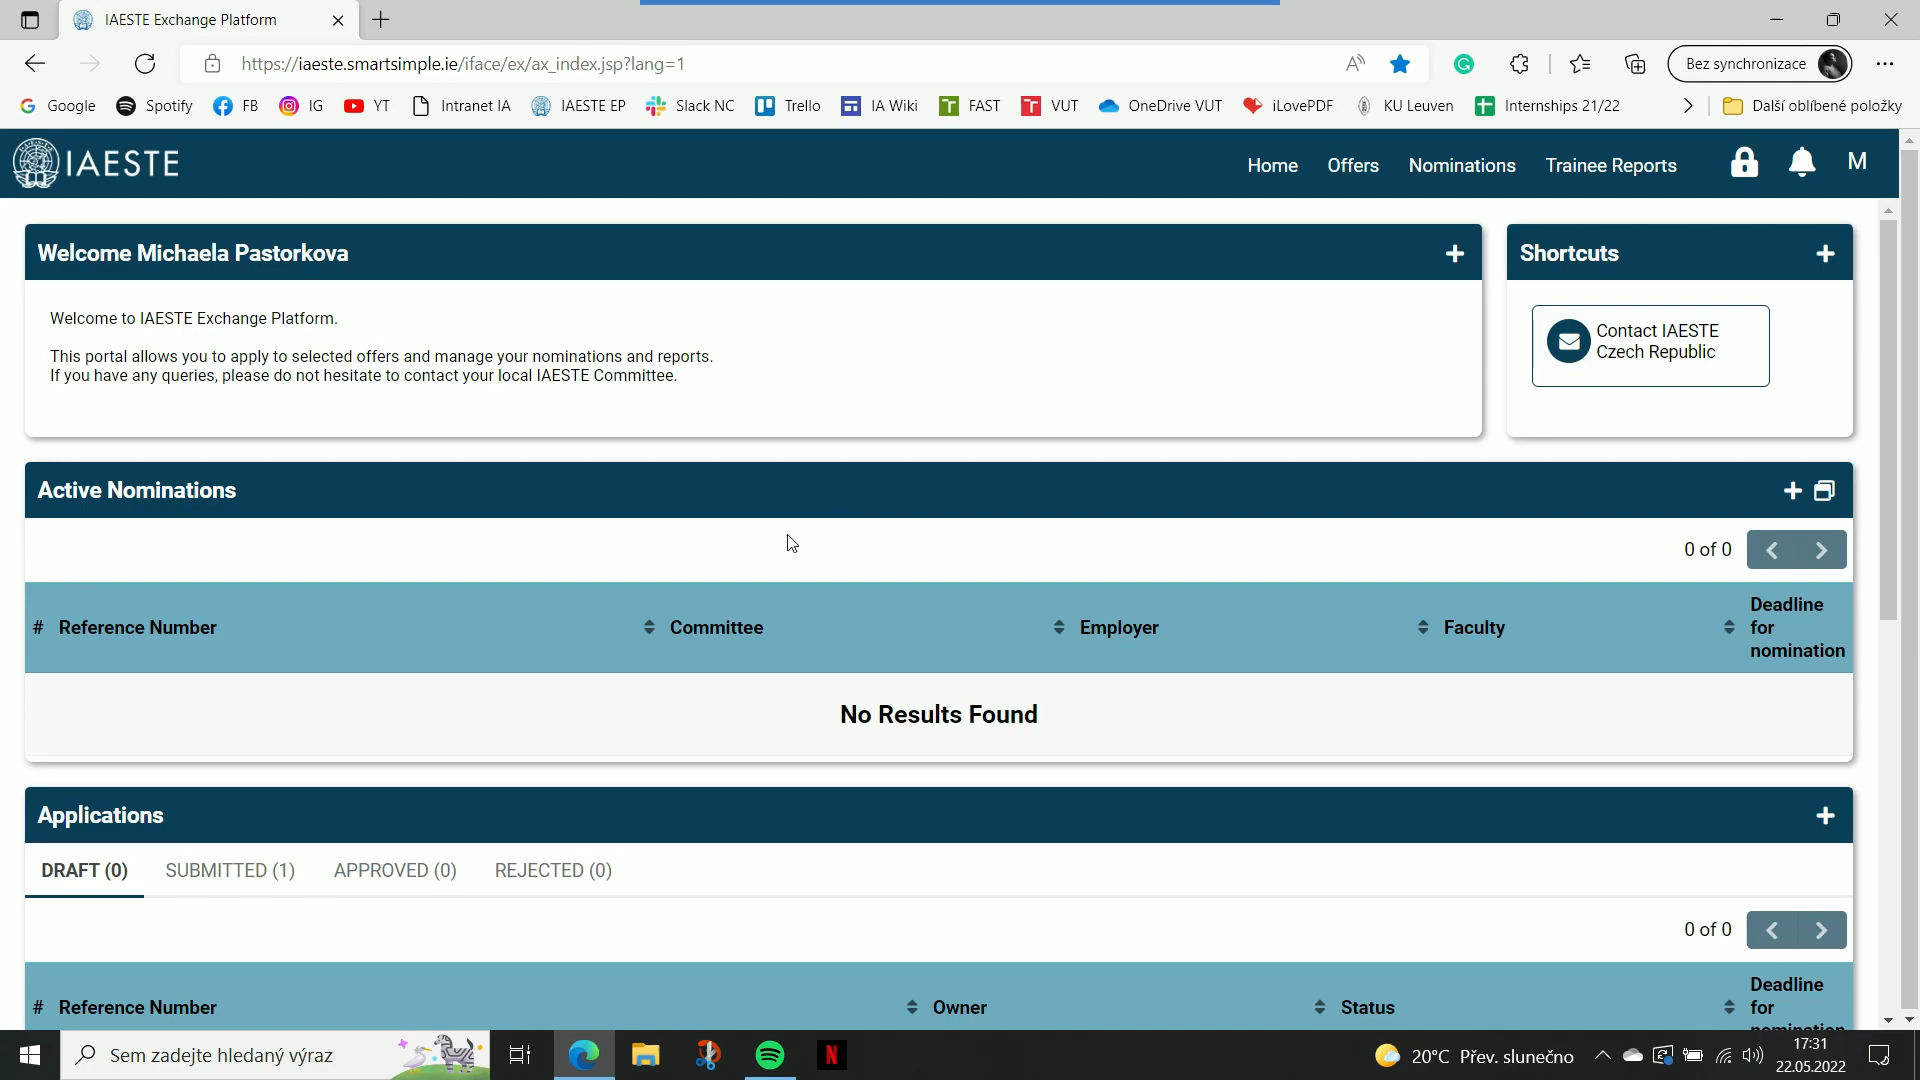 IAESTE Exchange Platform
https://iaeste.smartsimple.ie/iface/ex/ax_index.jsp?lang=1
Bez synchronizace
Google
Spotify
FB
IG
YT
Intranet IA
IAESTE EP
Slack NC
Trello
IA Wiki
FAST
VUT
OneDrive VUT
iLovePDF
KU Leuven
Internships 21/22
Další oblíbené položky
IAESTE
Home
Offers
Nominations
Trainee Reports
M
Welcome Michaela Pastorkova
Welcome to IAESTE Exchange Platform.
This portal allows you to apply to selected offers and manage your nominations and reports.
If you have any queries, please do not hesitate to contact your local IAESTE Committee.
Shortcuts
Contact IAESTE
Czech Republic
Active Nominations
0 of 0
# Reference Number
Committee
Employer
Faculty
Deadline
for
nomination
No Results Found
Applications
DRAFT (0)
SUBMITTED (1)
APPROVED (0)
REJECTED (0)
0 of 0
# Reference Number
Owner
Status
Deadline
for
nomination
Sem zadejte hledaný výraz
N
20°C Přev. slunečno
17:31
22.05.2022